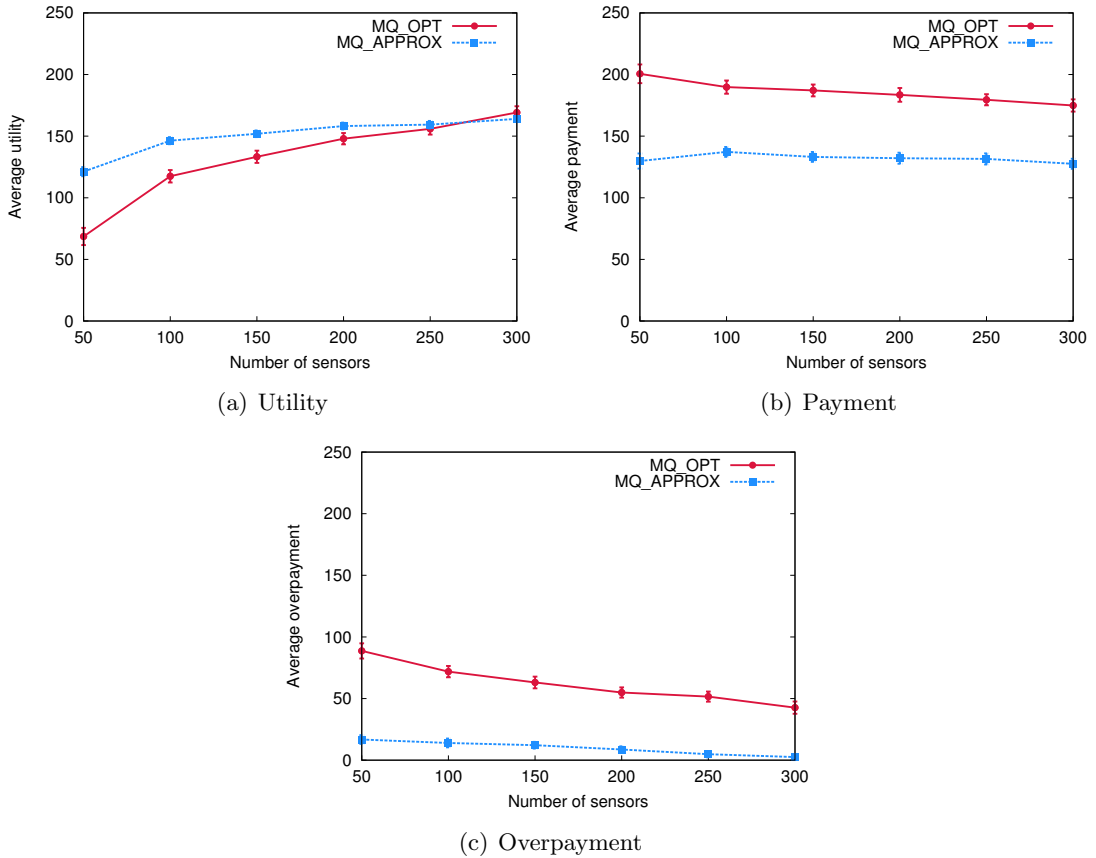 250
200
150
100
50
0
50 100 150 200 250 300
Average utility
Number of sensors
MQ_OPT
MQ_APPROX
(a) Utility
250
200
150
100
50
0
50 100 150 200 250 300
Average payment
Number of sensors
MQ_OPT
MQ_APPROX
(b) Payment
250
200
150
100
50
0
50 100 150 200 250 300
Average overpayment
Number of sensors
MQ_OPT
MQ_APPROX
(c) Overpayment